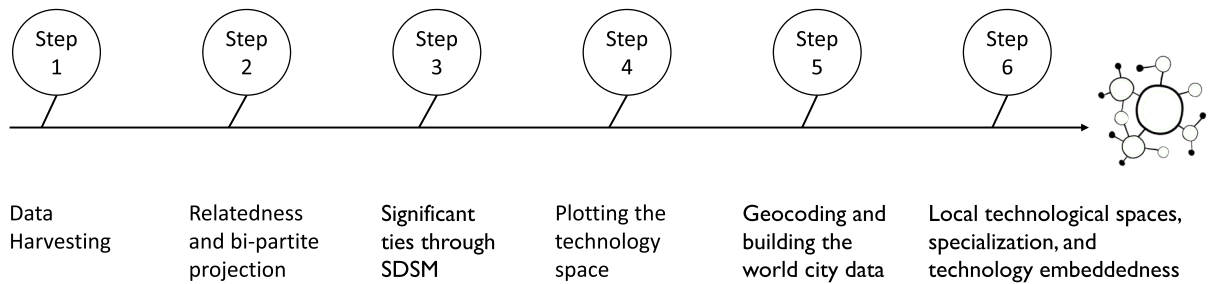 Step
1
Step
2
Step
3
Step
4
Step
5
Step
6
Data
Harvesting
Relatedness
and bi-partite
projection
Significant
ties through
SDSM
Plotting the
technology
space
Geocoding and
building the
world city data
Local technological spaces,
specialization, and
technology embeddedness